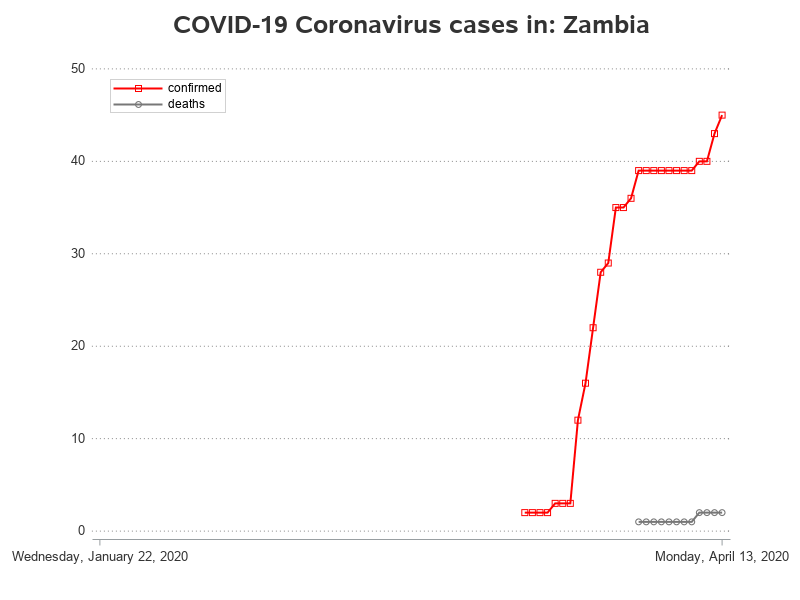 COVID-19 Coronavirus cases in: Zambia
50
confirmed
deaths
40
30
20
10
0
Wednesday, January 22, 2020
Monday, April 13, 2020